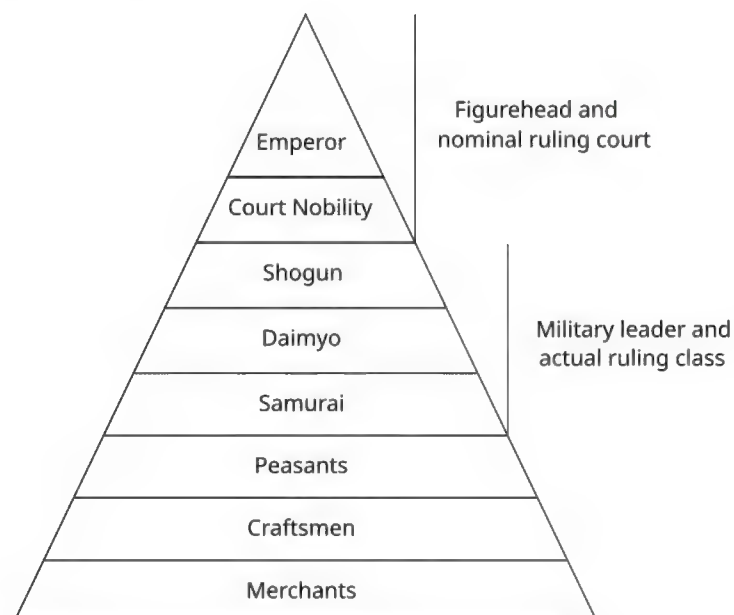 Emperor
Figurehead and
nominal ruling court
Court Nobility
Shogun
Daimyo
Military leader and
actual ruling class
Samurai
Peasants
Craftsmen
Merchants